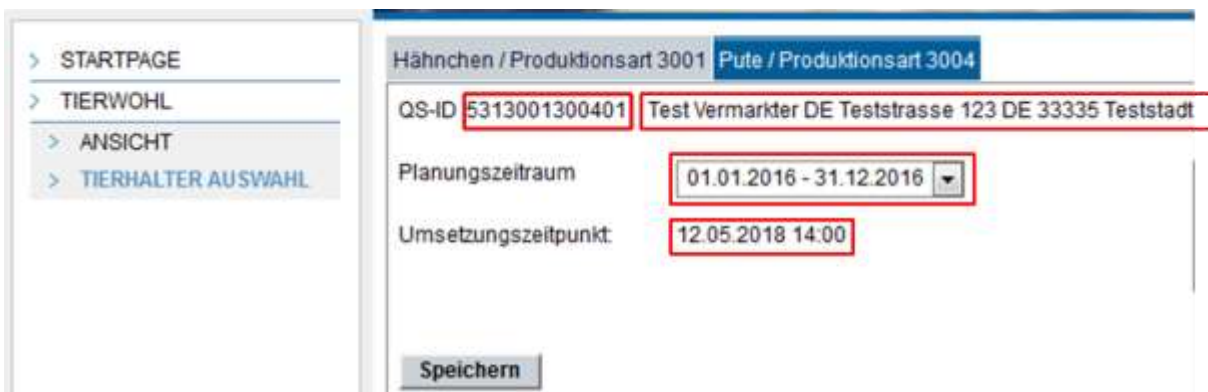 > STARTPAGE
> TIERWOHL
> ANSICHT
> TIERHALTER AUSWAHL
Hähnchen / Produktionsart 3001 Pute / Produktionsart 3004
QS-ID 5313001300401 Test Vermarkter DE Teststrasse 123 DE 33335 Teststadt
Planungszeitraum 01.01.2016 - 31.12.2016
Umsetzungszeitpunkt: 12.05.2018 14:00
Speichern